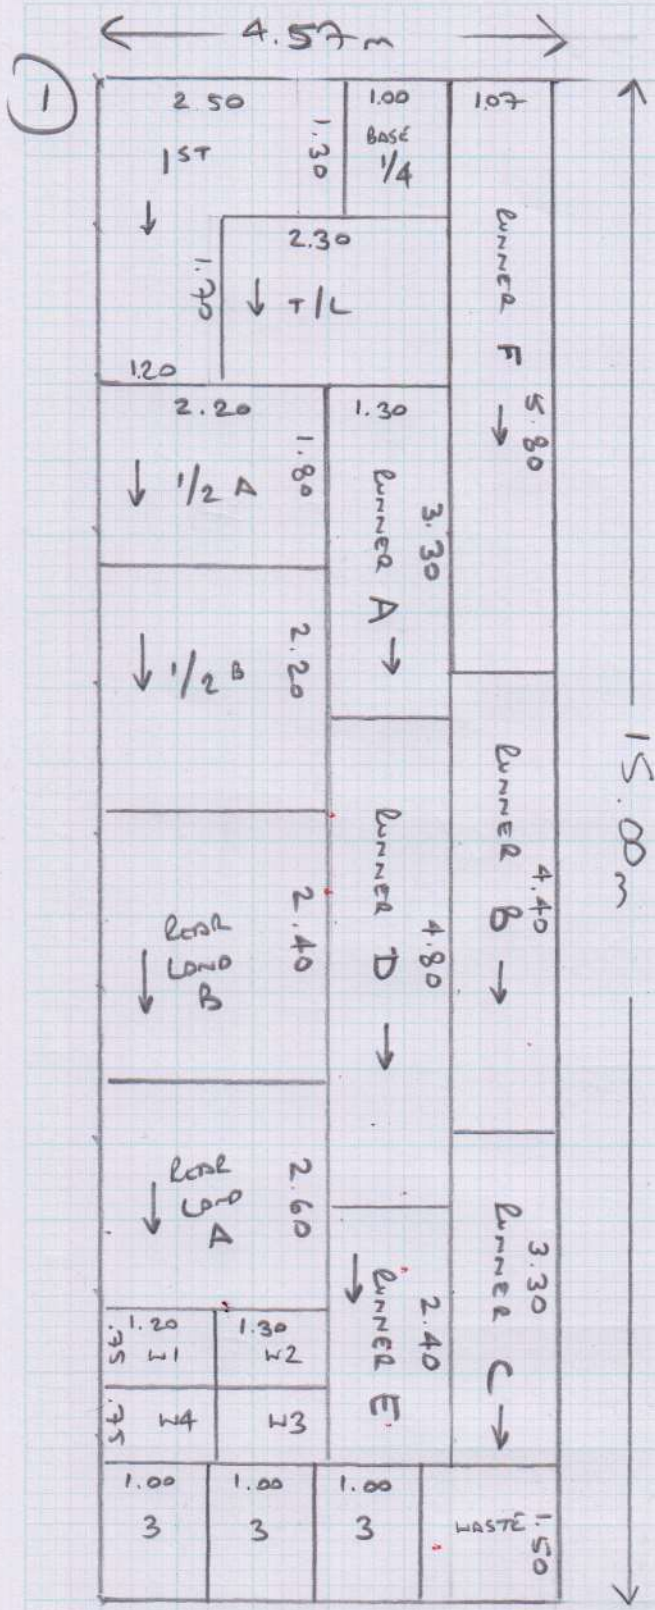 4.57m
1
2.50
1ST
1.30
1.70
1.20
1.00
BASE
1/4
1.07
RUNNER F
5.80
2.30
T/L
2.20
1/2 A
1.80
1.30
RUNNER A
3.30
1/2 B
2.20
15.00m
RUNNER B
4.40
RUNNER D
4.80
REAR
LAND
B
2.40
REAR
LAND
A
2.60
RUNNER C
3.30
RUNNER E
2.40
1.20
.75
W1
1.30
W2
.75
W4
W3
1.00
3
1.00
3
1.00
3
WASTE
1.50